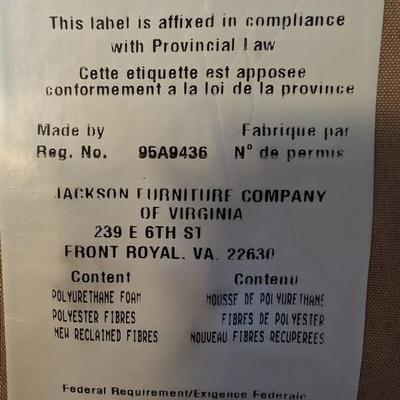 This label is affixed in compliance
with Provincial Law
Cette etiquette est apposee
conformement a la loi de la province
Made by Fabrique par
Reg. No. 95A9436 N° de permis
JACKSON FURNITURE COMPANY
OF VIRGINIA
239 E 6TH ST
FRONT ROYAL, VA. 22630
Content Contenu
POLYURETHANE FOAM MOUSSE DE POLYURETHANE
POLYESTER FIBRES FIBRES DE POLYESTER
NEW RECLAIMED FIBRES NOUVEAU FIBRES RECUPEREES
Federal Requirement/Exigence Federale